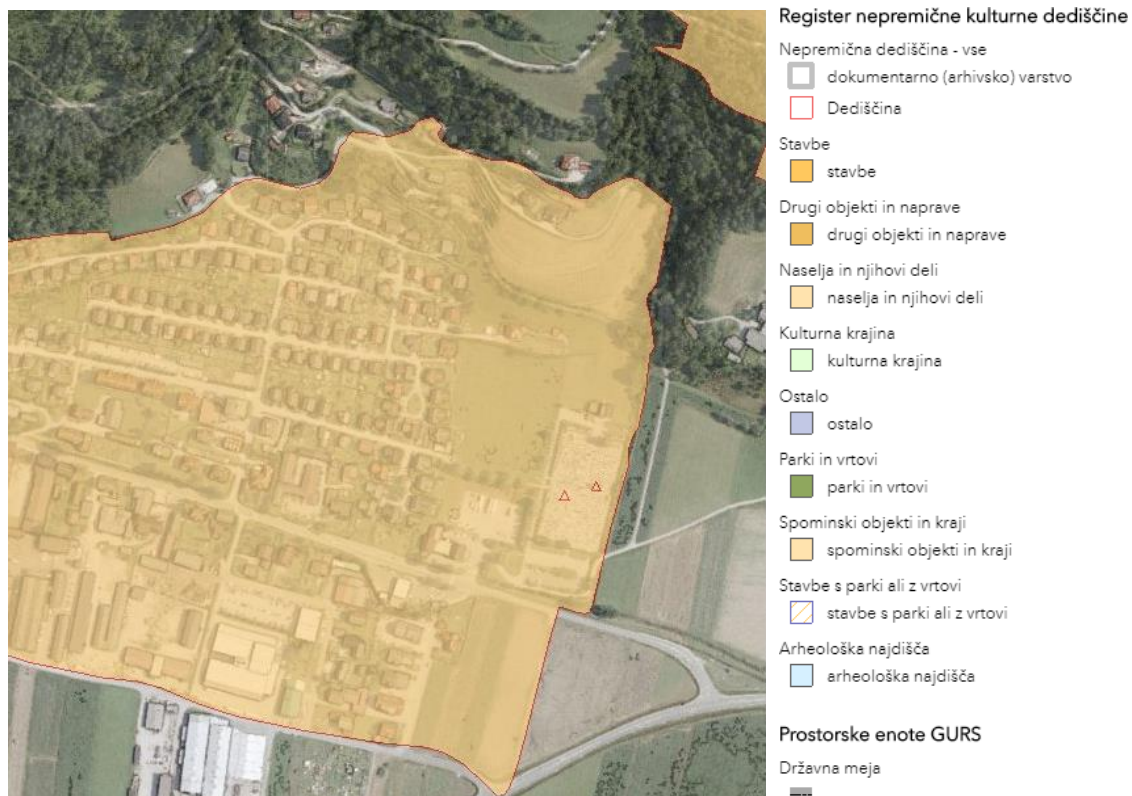 Register nepremične kulturne dediščine
Nepremična dediščina - vse
dokumentarno (arhivsko) varstvo
Dediščina
Stavbe
stavbe
Drugi objekti in naprave
drugi objekti in naprave
Naselja in njihovi deli
naselja in njihovi deli
Kulturna krajina
kulturna krajina
Ostalo
ostalo
Parki in vrtovi
parki in vrtovi
Spominski objekti in kraji
spominski objekti in kraji
Stavbe s parki ali z vrtovi
stavbe s parki ali z vrtovi
Arheološka najdišča
arheološka najdišča
Prostorske enote GURS
Državna meja